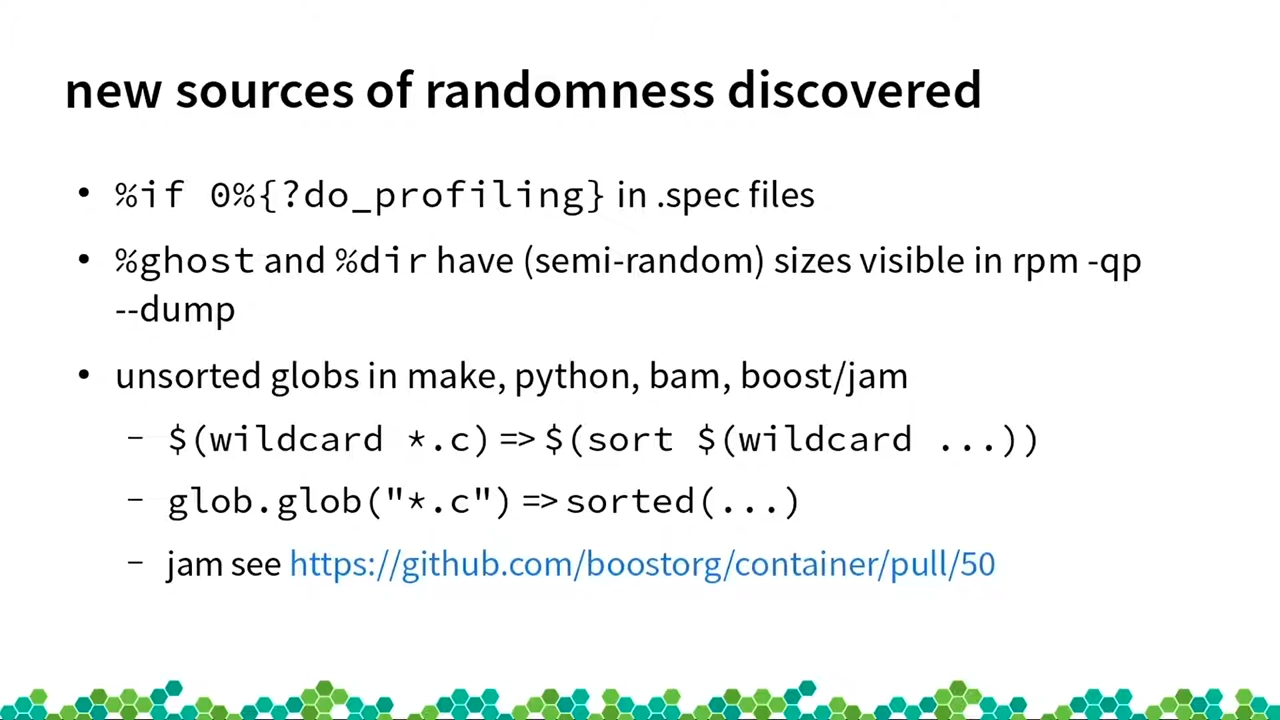 new sources of randomness discovered
• %if 0%{?do_profiling} in .spec files
• %ghost and %dir have (semi-random) sizes visible in rpm -qp
--dump
• unsorted globs in make, python, bam, boost/jam
– $(wildcard *.c) => $(sort $(wildcard ...))
– glob.glob("*.c") => sorted(...)
– jam see https://github.com/boostorg/container/pull/50